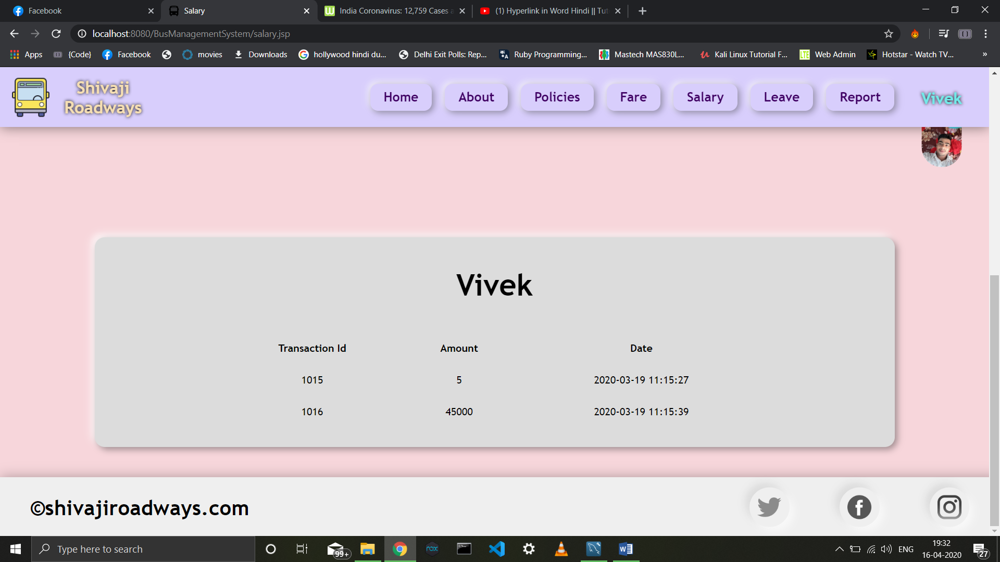 Facebook
Salary
India Coronavirus: 12,759 Cases a
(1) Hyperlink in Word Hindi || Tut
localhost:8080/BusManagementSystem/salary.jsp
Apps
{Code}
Facebook
movies
Downloads
hollywood hindi du...
Delhi Exit Polls: Rep...
Ruby Programming...
Mastech MAS830L...
Kali Linux Tutorial F...
LTE
Web Admin
Hotstar - Watch TV...
»
Shivaji
Roadways
Home
About
Policies
Fare
Salary
Leave
Report
Vivek
Vivek
Transaction Id Amount Date
1015 5 2020-03-19 11:15:27
1016 45000 2020-03-19 11:15:39
©shivajiroadways.com
Type here to search
99+
nox
ENG
19:32
16-04-2020
27